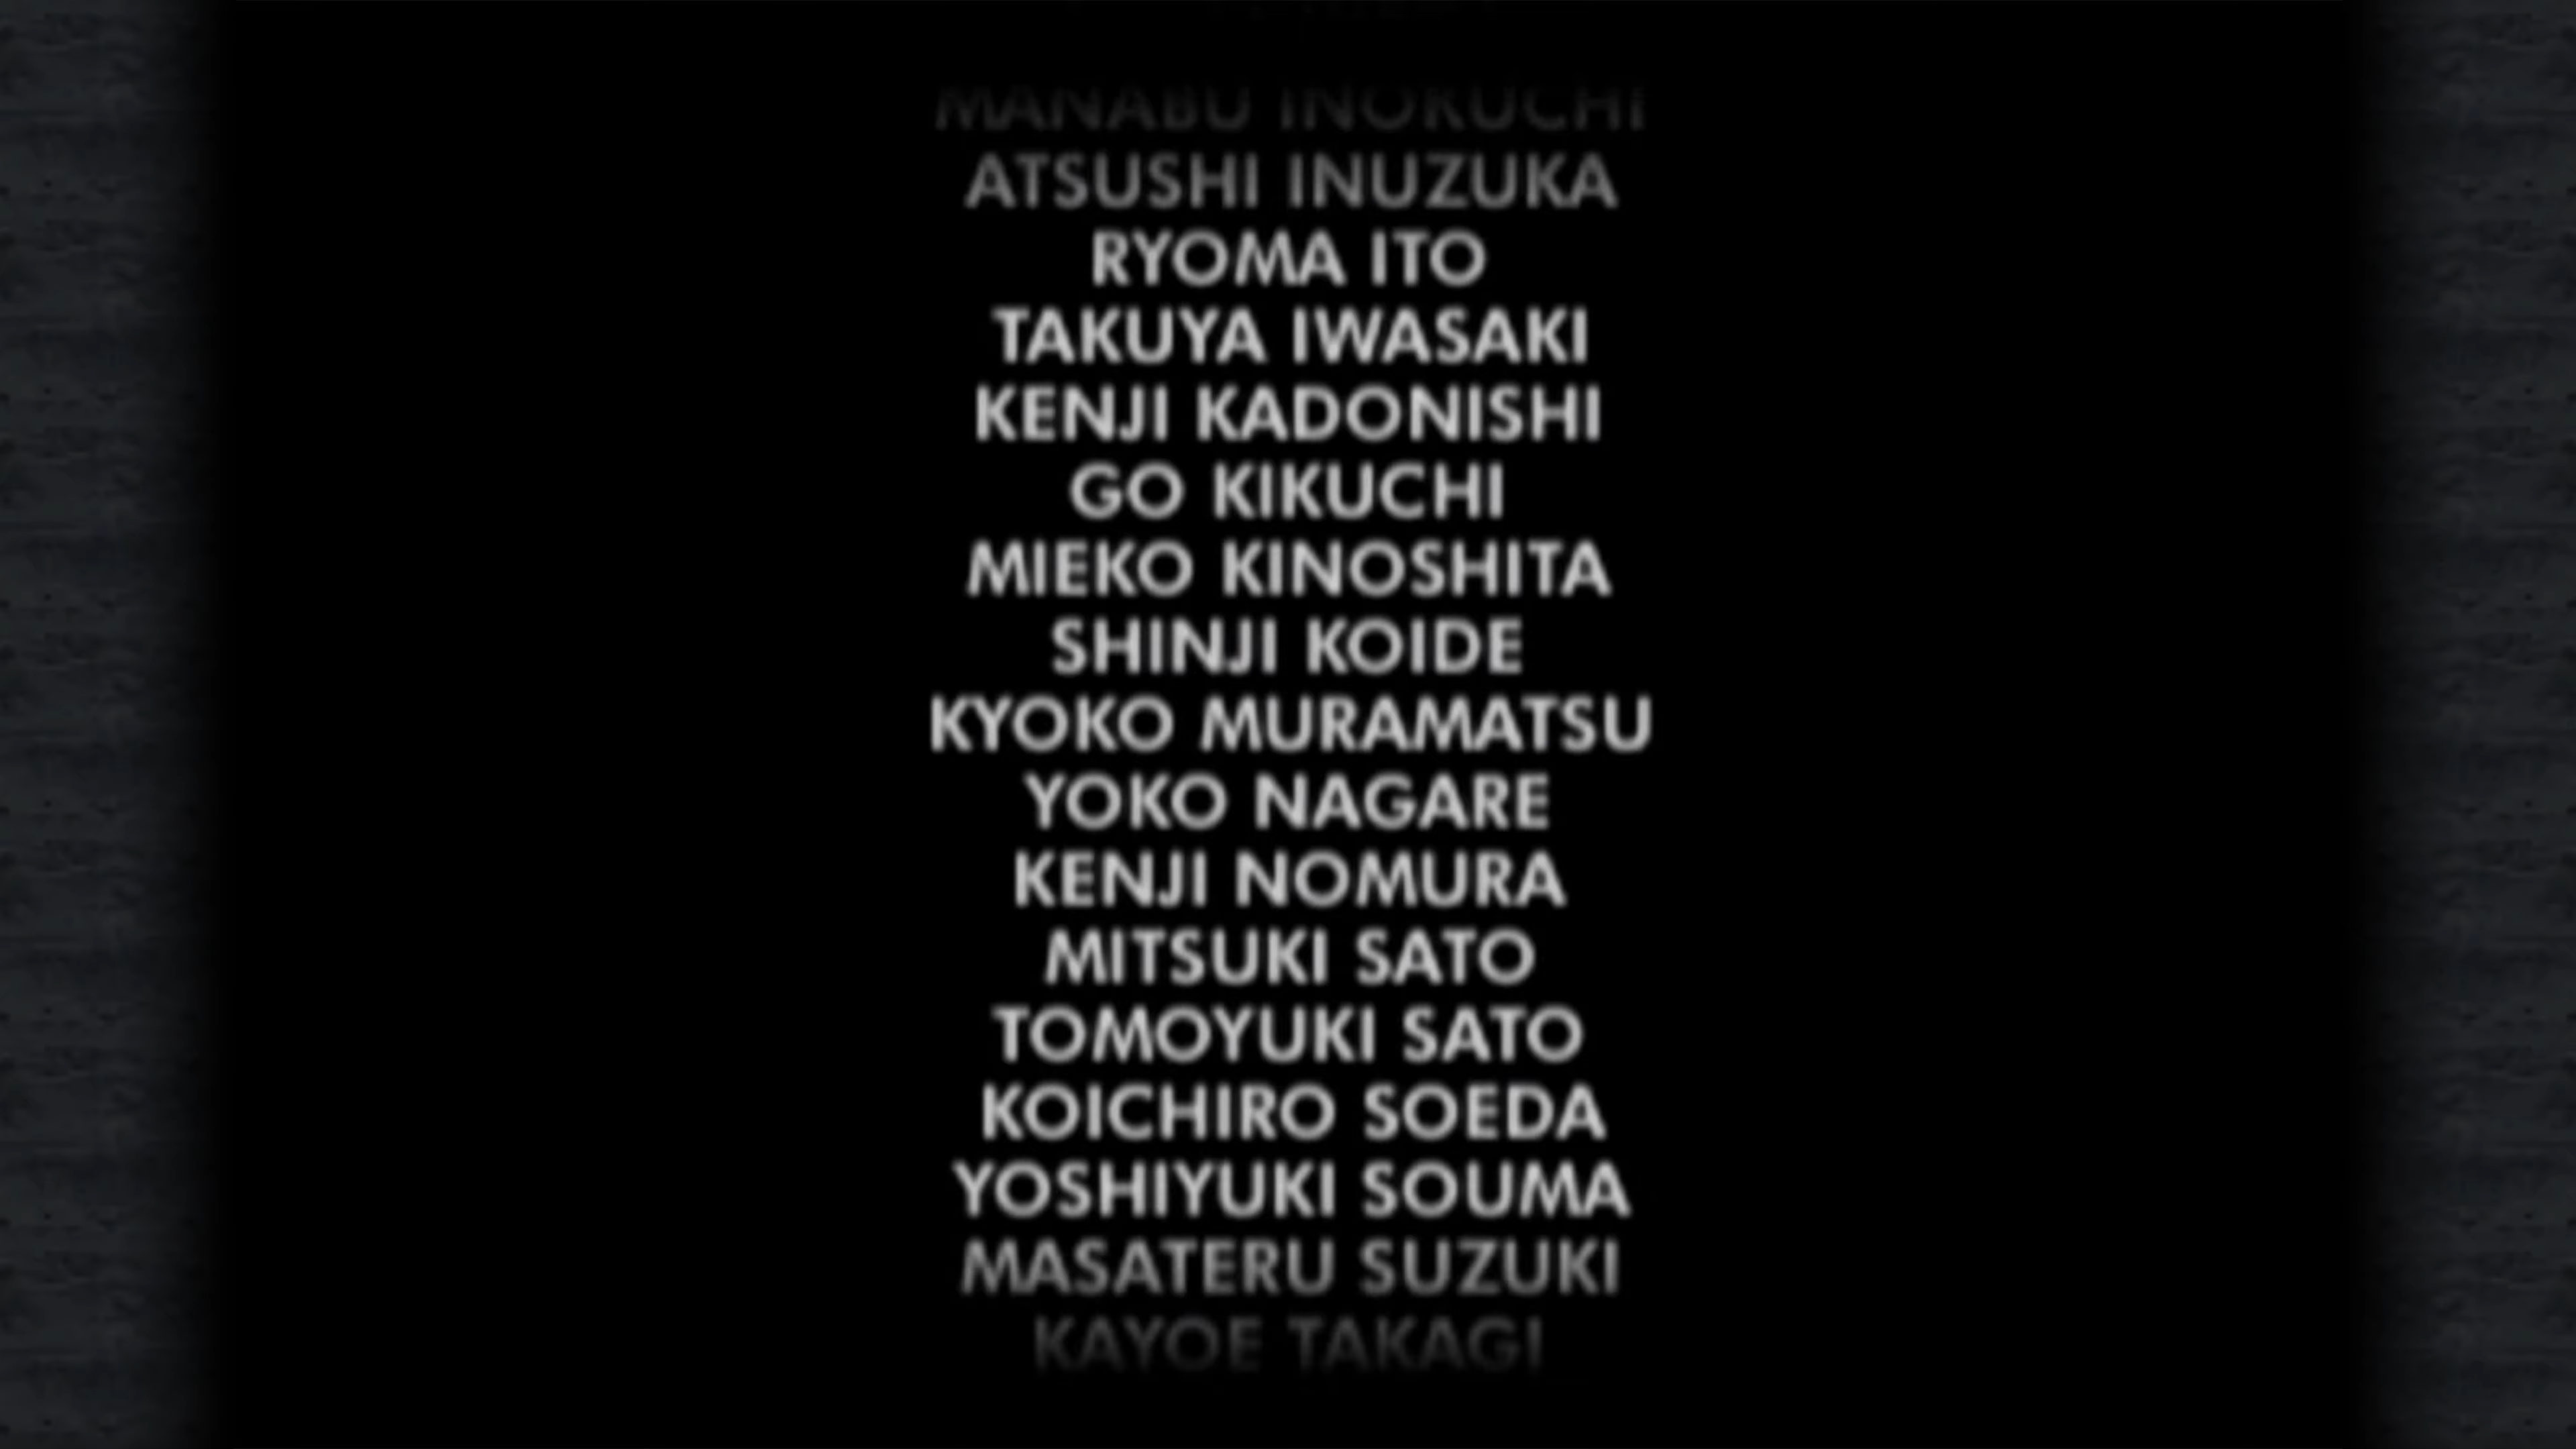 MANABU INOKUCHI
ATSUSHI INUZUKA
RYOMA ITO
TAKUYA IWASAKI
KENJI KADONISHI
GO KIKUCHI
MIEKO KINOSHITA
SHINJI KOIDE
KYOKO MURAMATSU
YOKO NAGARE
KENJI NOMURA
MITSUKI SATO
TOMOYUKI SATO
KOICHIRO SOEDA
YOSHIYUKI SOUMA
MASATERU SUZUKI
KAYOE TAKAGI